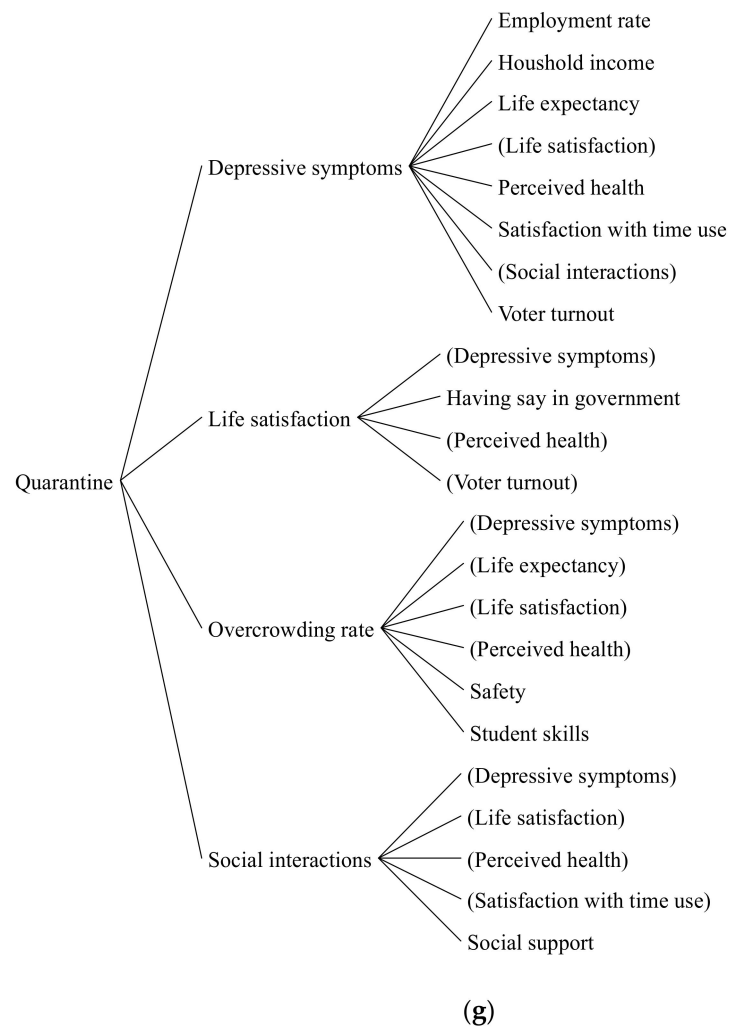 Employment rate
Houshold income
Life expectancy
(Life satisfaction)
Depressive symptoms
Perceived health
Satisfaction with time use
(Social interactions)
Voter turnout
(Depressive symptoms)
Having say in government
Life satisfaction
(Perceived health)
(Voter turnout)
Quarantine
(Depressive symptoms)
(Life expectancy)
(Life satisfaction)
Overcrowding rate
(Perceived health)
Safety
Student skills
(Depressive symptoms)
(Life satisfaction)
Social interactions
(Perceived health)
(Satisfaction with time use)
Social support
(g)